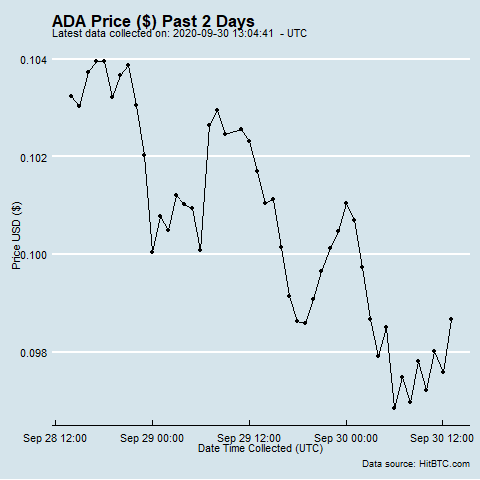 ADA Price ($) Past 2 Days
Latest data collected on: 2020-09-30 13:04:41 - UTC
0.104
0.102
0.100
0.098
Price USD ($)
Sep 28 12:00
Sep 29 00:00
Sep 29 12:00
Sep 30 00:00
Sep 30 12:00
Date Time Collected (UTC)
Data source: HitBTC.com